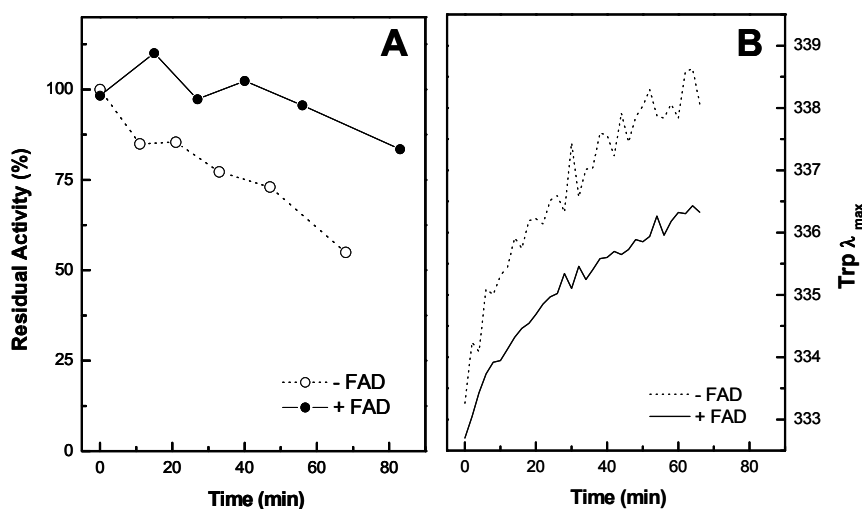 A
Residual Activity (%)
100
75
50
25
0
- FAD
+ FAD
0 20 40 60 80
Time (min)
B
339
338
337
336
335
334
333
Trp λ max
- FAD
+ FAD
0 20 40 60 80
Time (min)